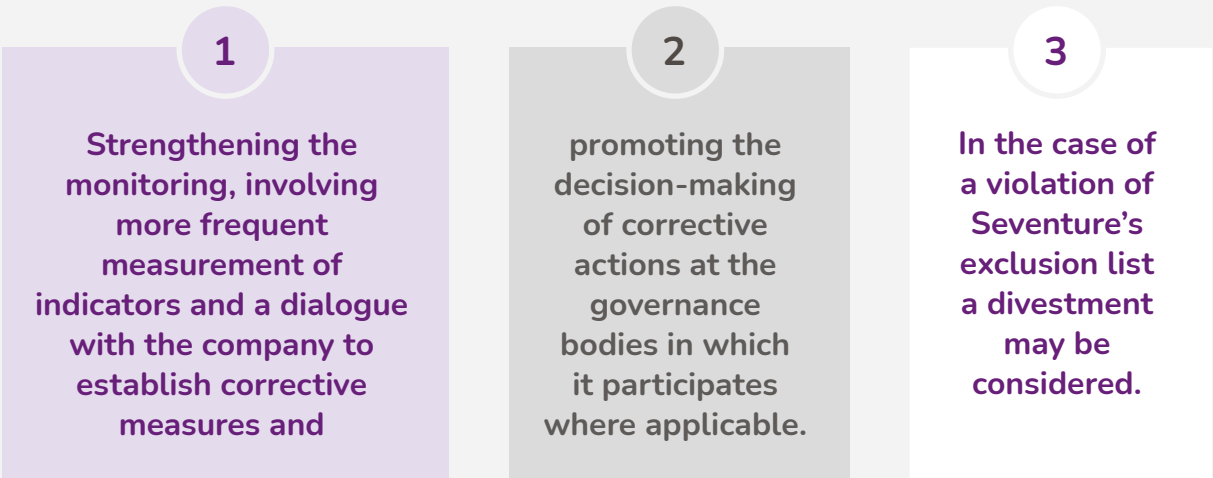 1
Strengthening the
monitoring, involving
more frequent
measurement of
indicators and a dialogue
with the company to
establish corrective
measures and
2
promoting the
decision-making
of corrective
actions at the
governance
bodies in which
it participates
where applicable.
3
In the case of
a violation of
Seventure’s
exclusion list
a divestment
may be
considered.